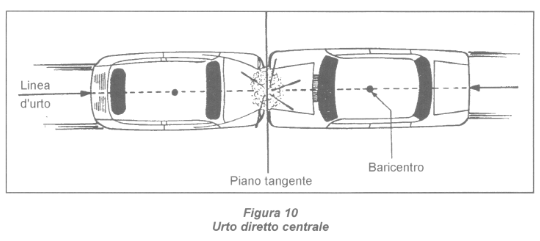 Linea
d'urto
Baricentro
Piano tangente
Figura 10
Urto diretto centrale